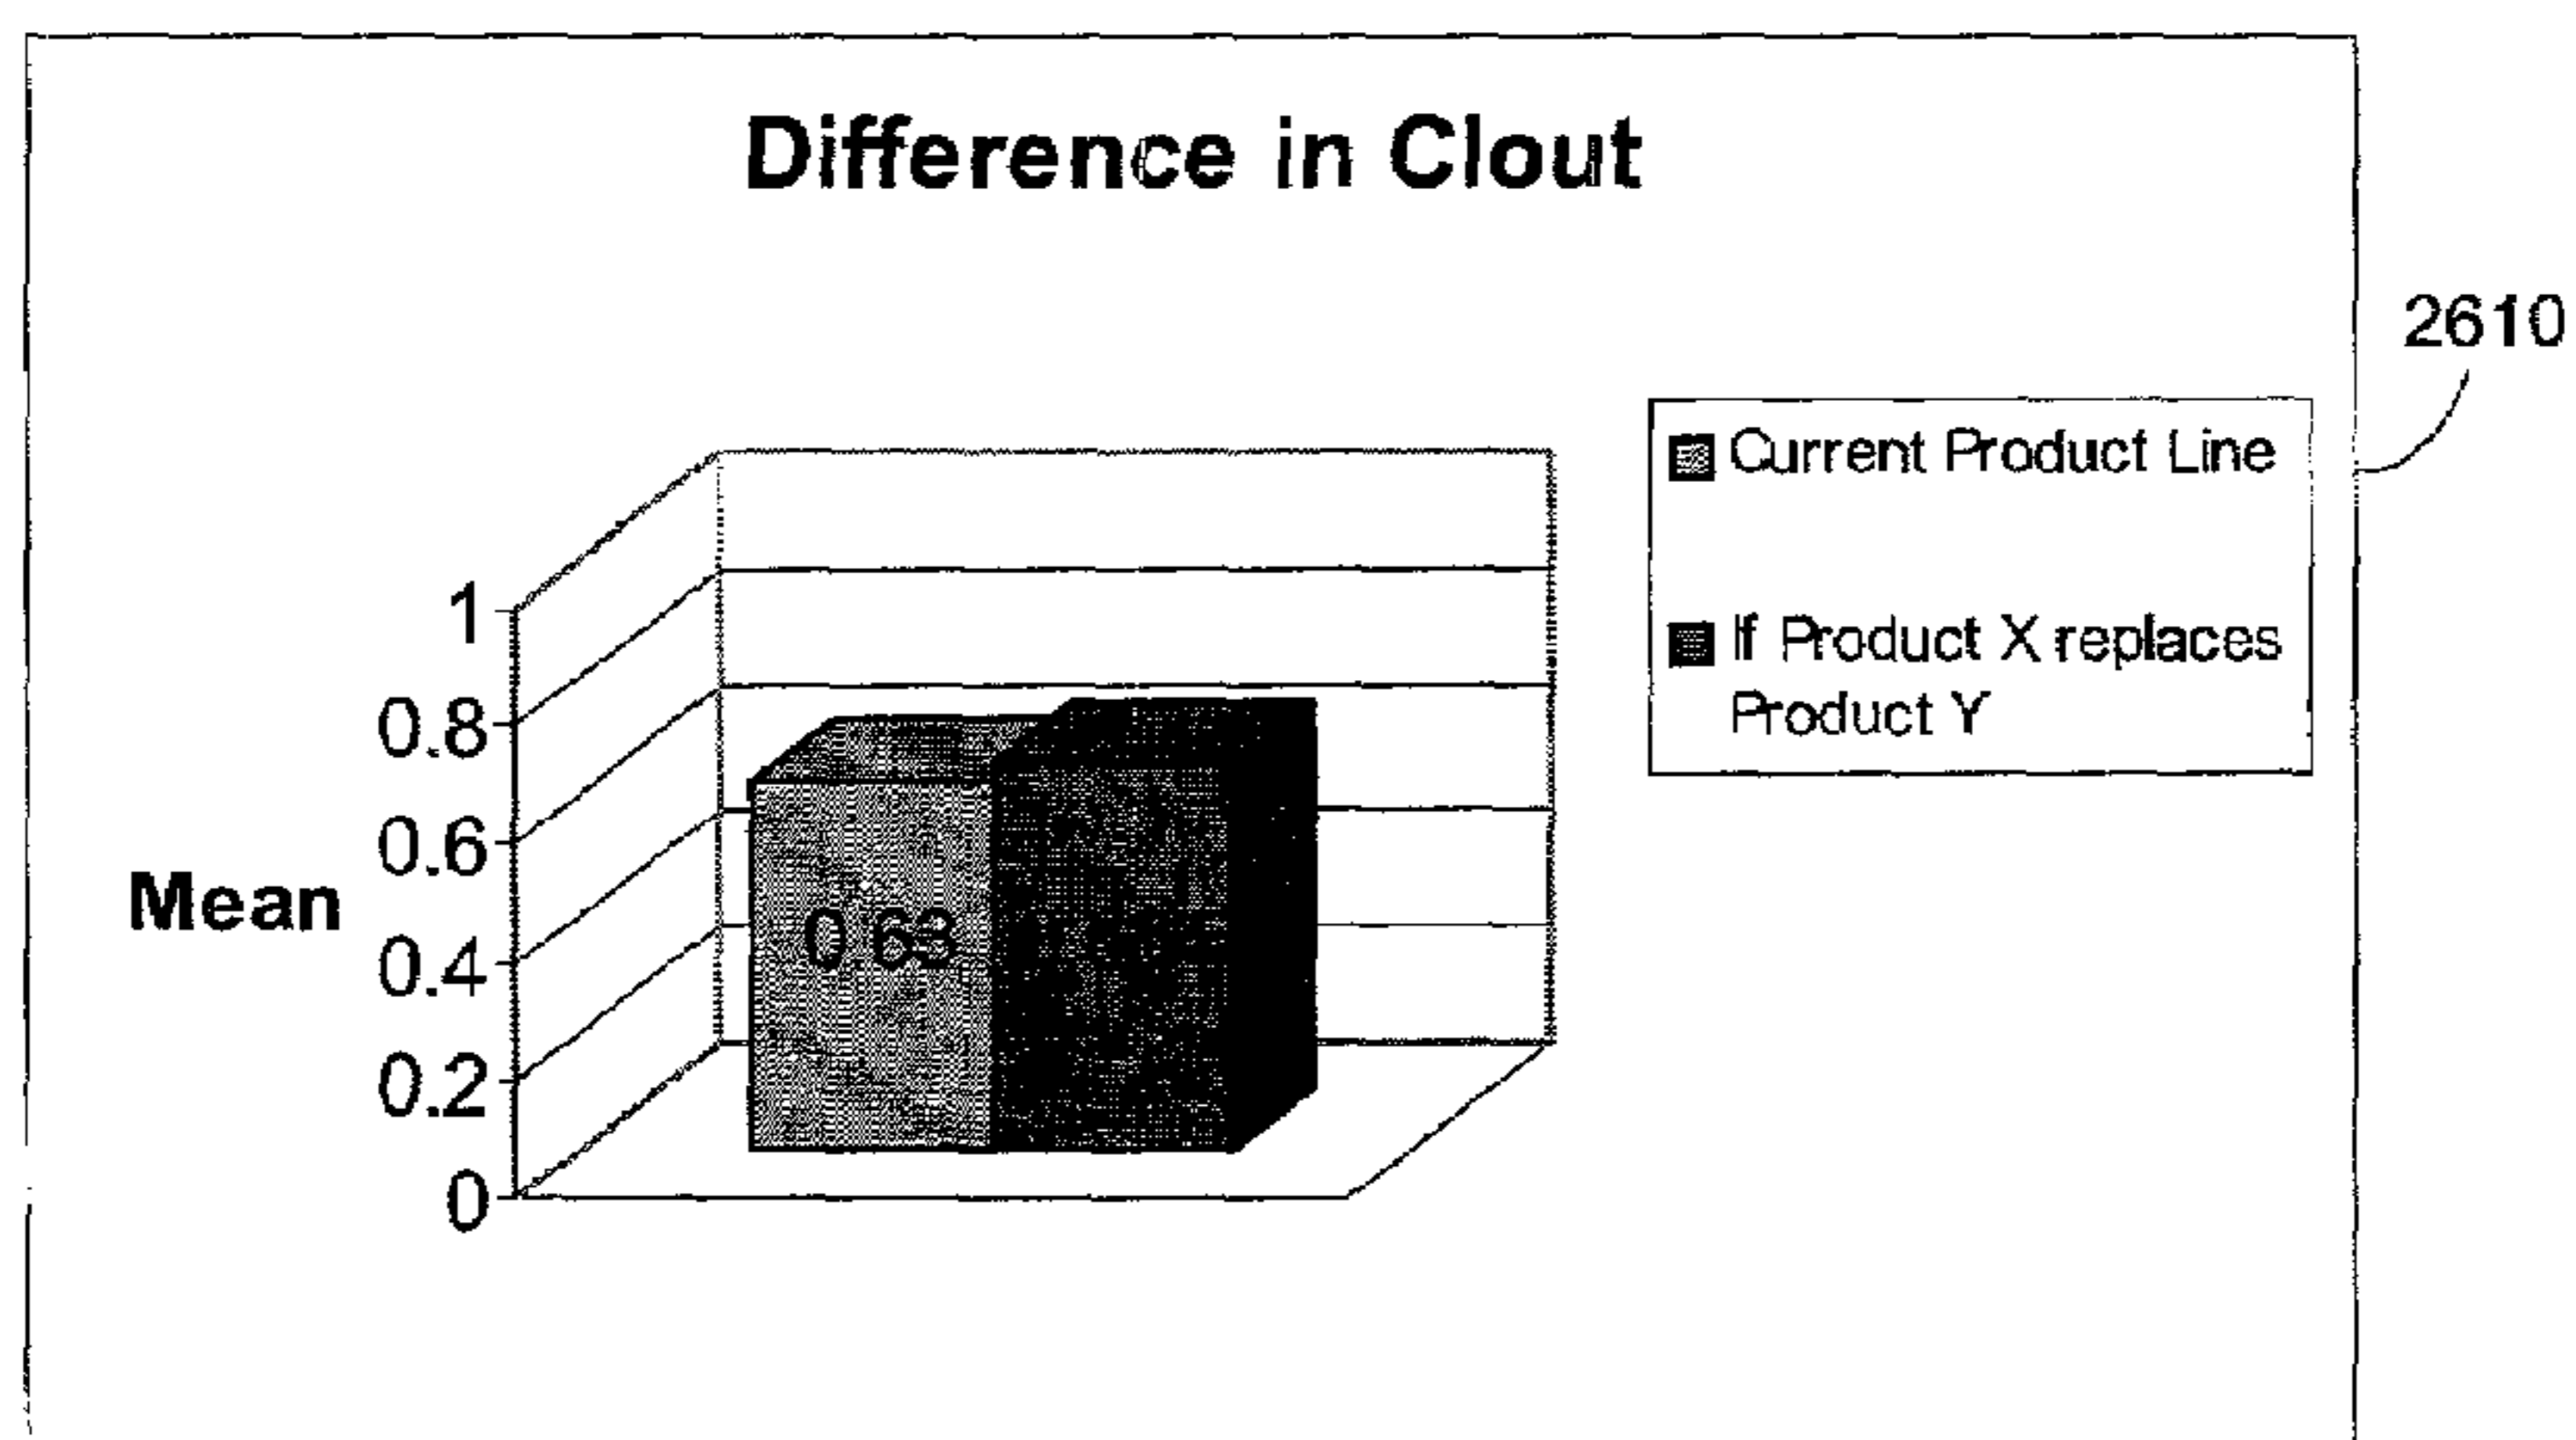 Difference in Clout
2610
Current Product Line
If Product X replaces
Product Y
1
0.8
0.6
0.4
0.2
0
Mean
0.63